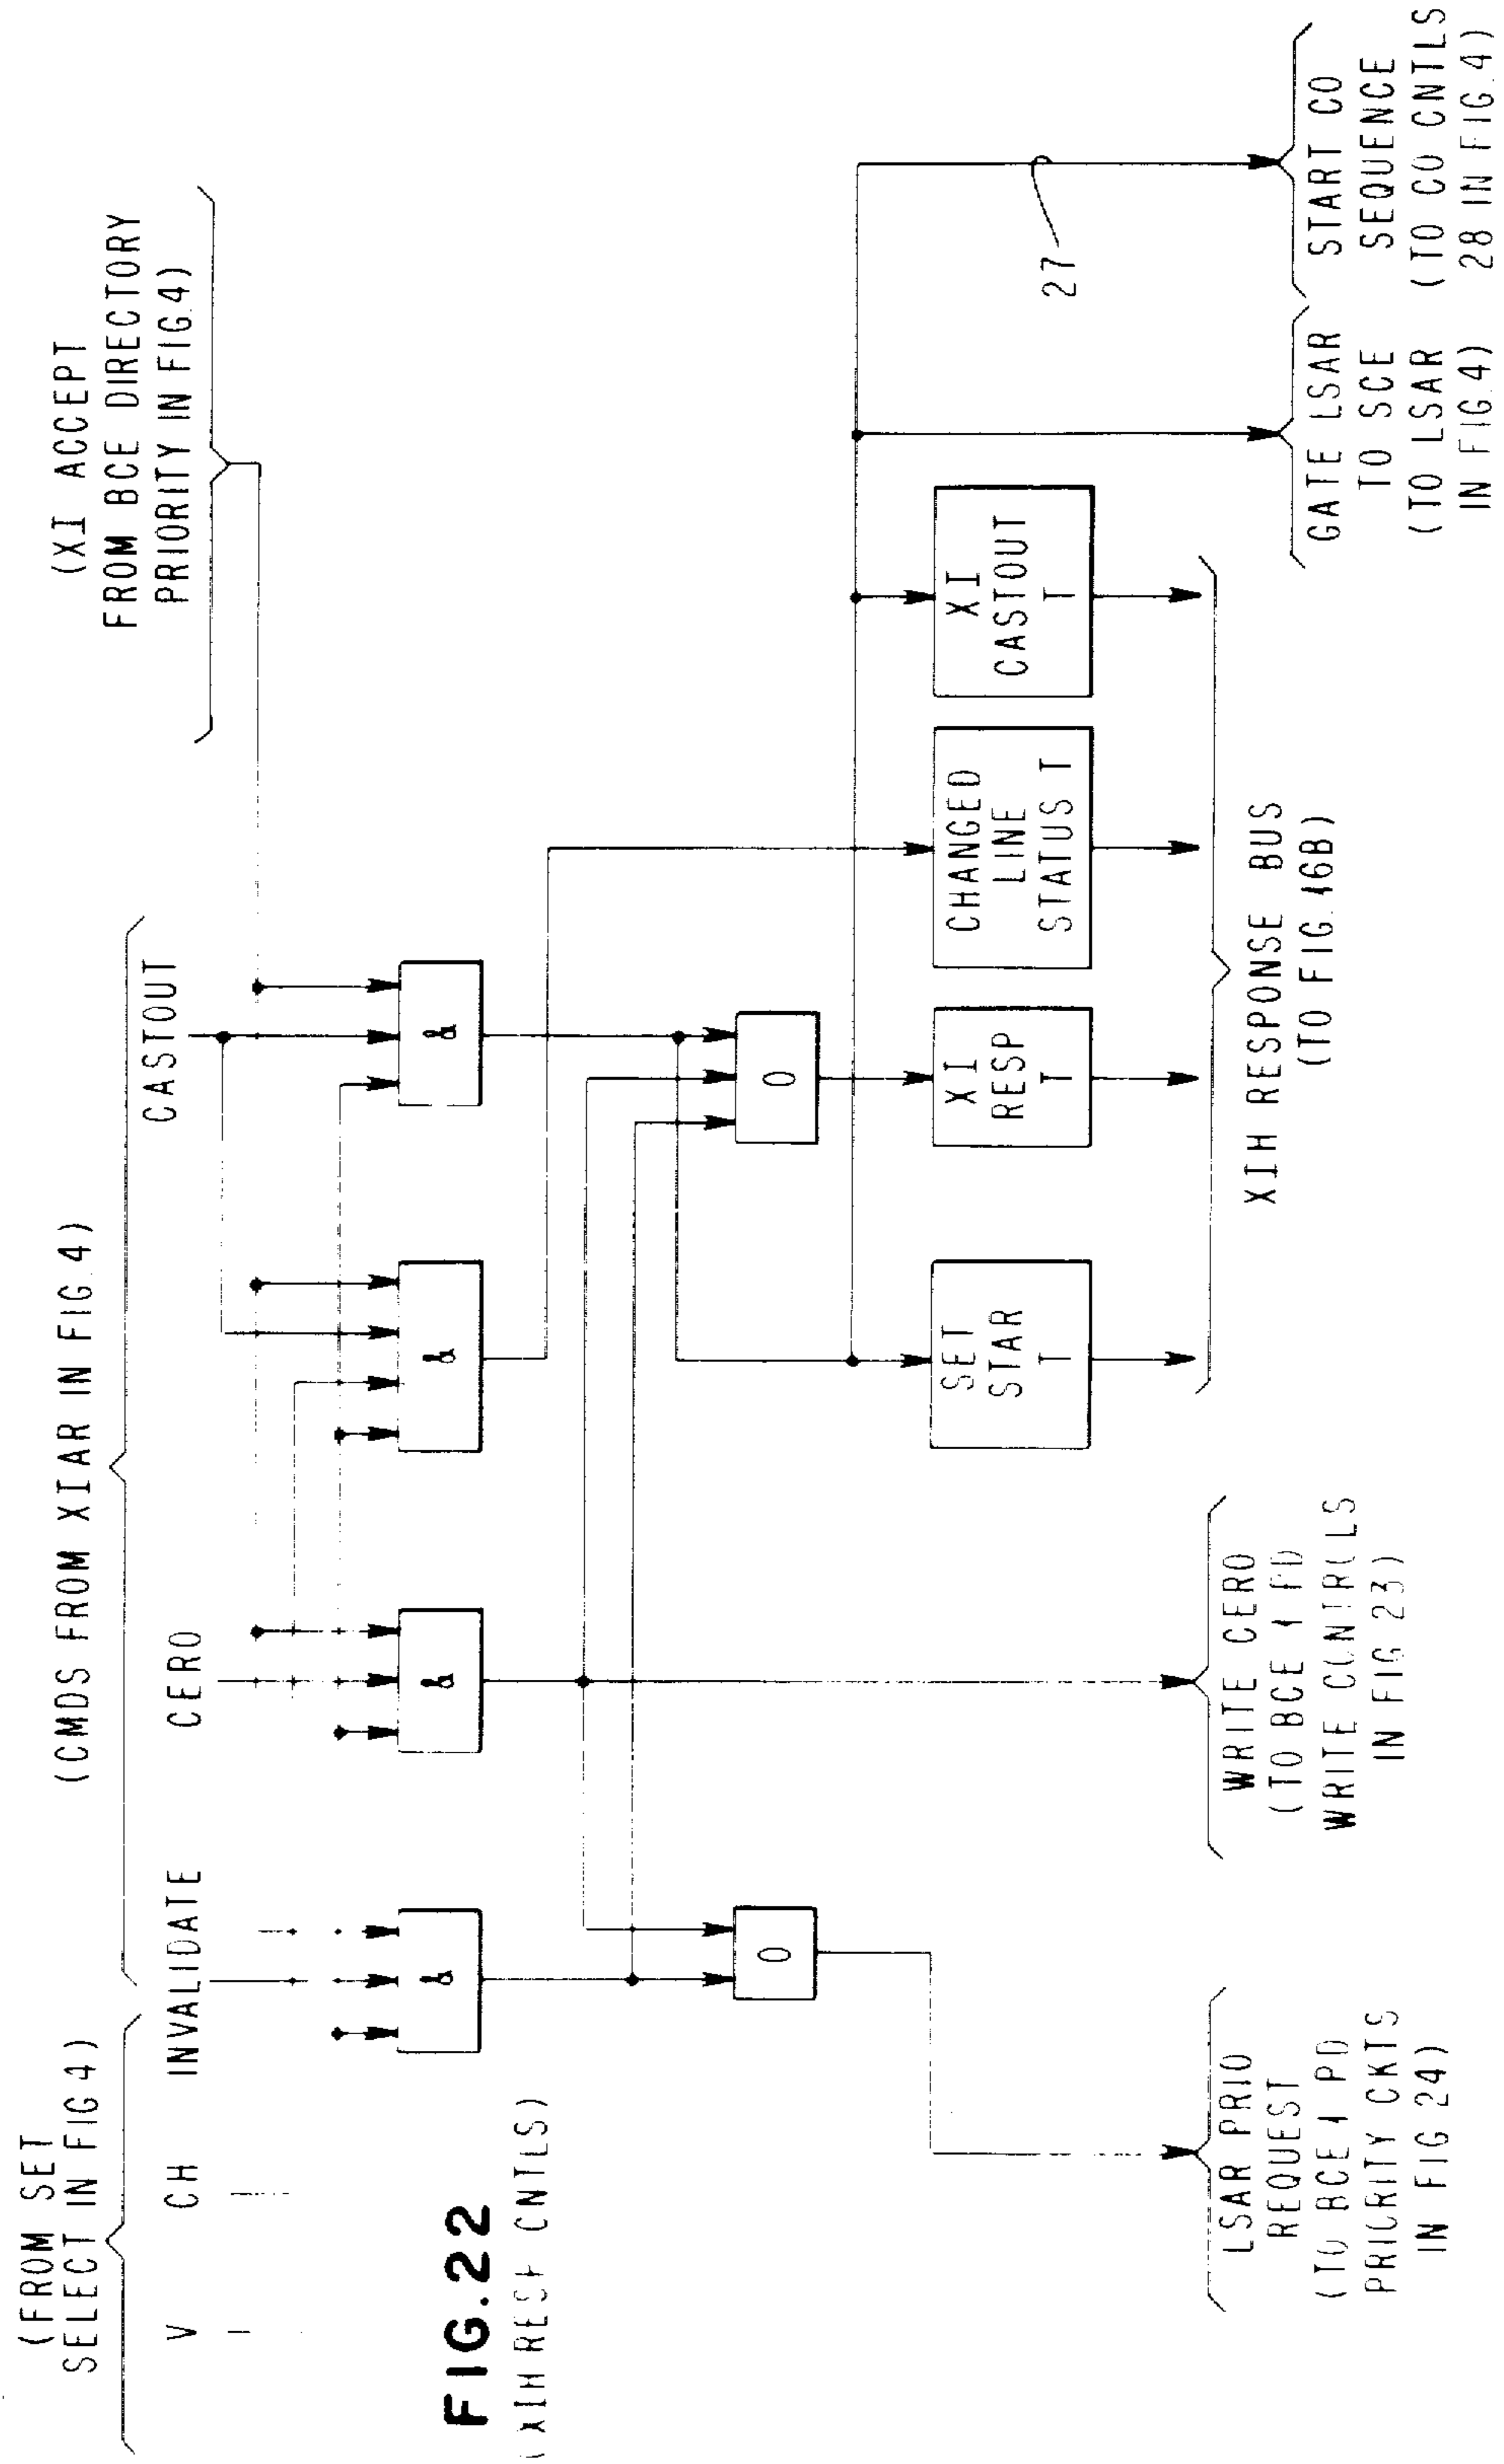 (FROM SET
SELECT IN FIG 4)
(CMDS FROM XIAR IN FIG. 4)
(XI ACCEPT
FROM BCE DIRECTORY
PRIORITY IN FIG.4)
V
CH
INVALIDATE
CERO
CASTOUT
&
&
&
&
O
O
SET
STAR
T
XI
RESP
T
CHANGED
LINE
STATUS T
XI
CASTOUT
T
27
FIG.22
(XIH RESP CNTLS)
LSAR PRIO
REQUEST
(TO BCE 1 PD
PRIORITY CKTS
IN FIG 24)
WRITE CERO
(TO BCE 1 PD
WRITE CONTROLS
IN FIG 23)
XIH RESPONSE BUS
(TO FIG. 16B)
GATE LSAR
TO SCE
(TO LSAR
IN FIG.4)
START CO
SEQUENCE
(TO CO CNTLS
28 IN FIG.4)